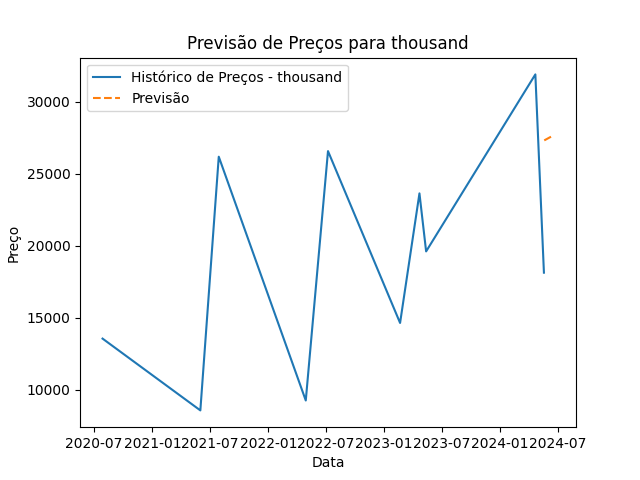 Previsão de Preços para thousand
Histórico de Preços - thousand
Previsão
30000
25000
20000
15000
10000
Preço
2020-07 2021-01 2021-07 2022-01 2022-07 2023-01 2023-07 2024-01 2024-07
Data